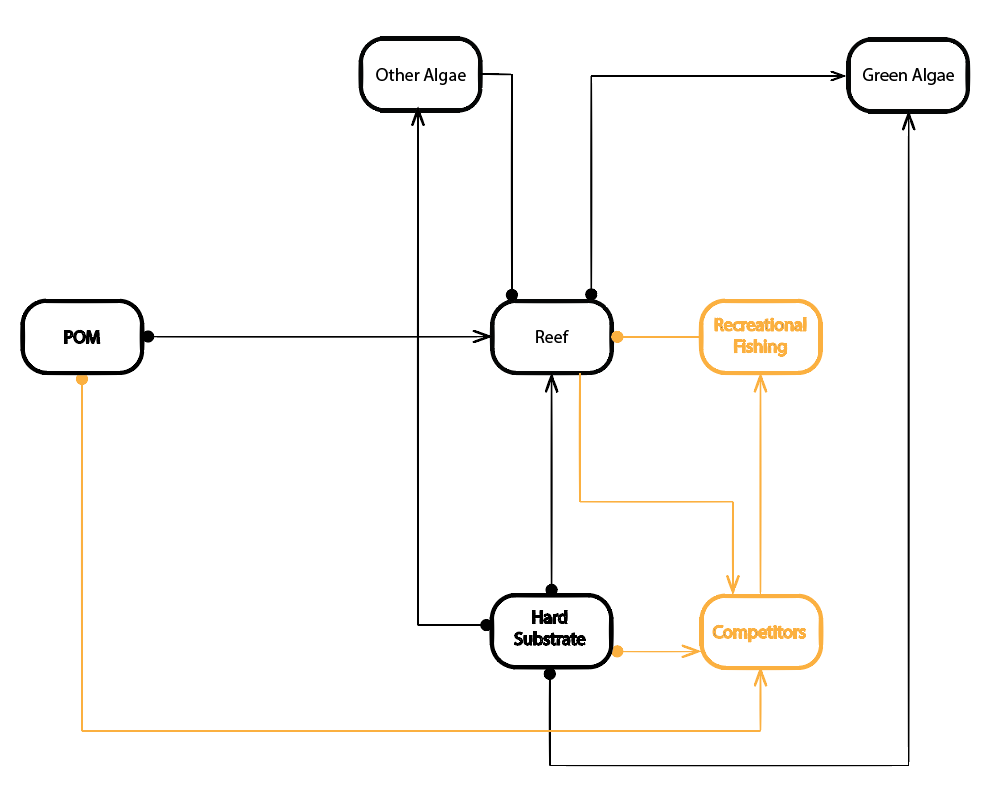 Other Algae
Green Algae
POM
Reef
Recreational
Fishing
Hard
Substrate
Competitors